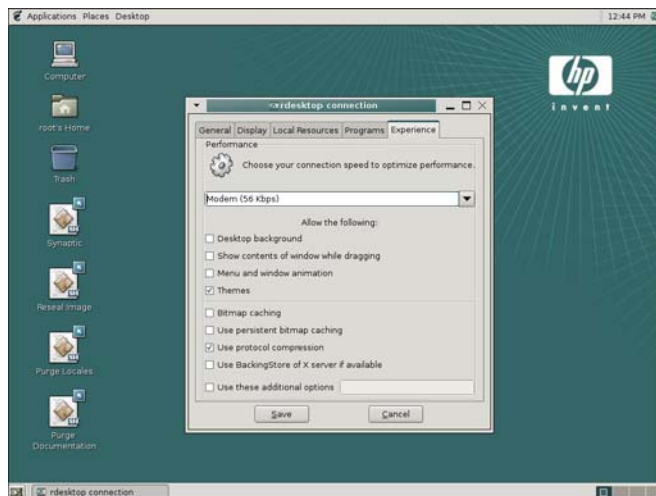 Applications Places Desktop
12:44 PM
Computer
root's Home
Trash
Synaptic
Reseal Image
Purge Locales
Purge
Documentation
hp
invent
rdesktop connection
General Display Local Resources Programs Experience
Performance
Choose your connection speed to optimize performance.
Modem (56 Kbps)
Allow the following:
Desktop background
Show contents of window while dragging
Menu and window animation
Themes
Bitmap caching
Use persistent bitmap caching
Use protocol compression
Use BackingStore of X server if available
Use these additional options
Save Cancel
rdesktop connection